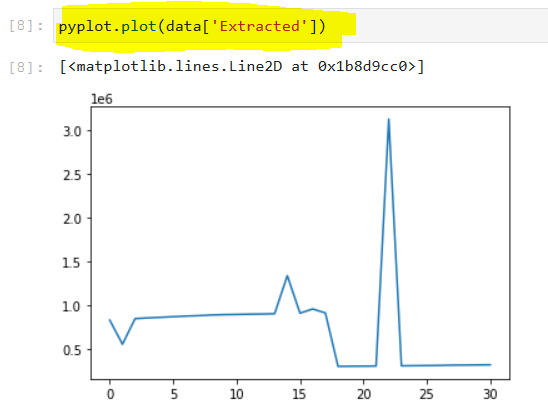 [8]: pyplot.plot(data['Extracted'])
[8]: [<matplotlib.lines.Line2D at 0x1b8d9cc0>]
1e6
3.0
2.5
2.0
1.5
1.0
0.5
0 5 10 15 20 25 30